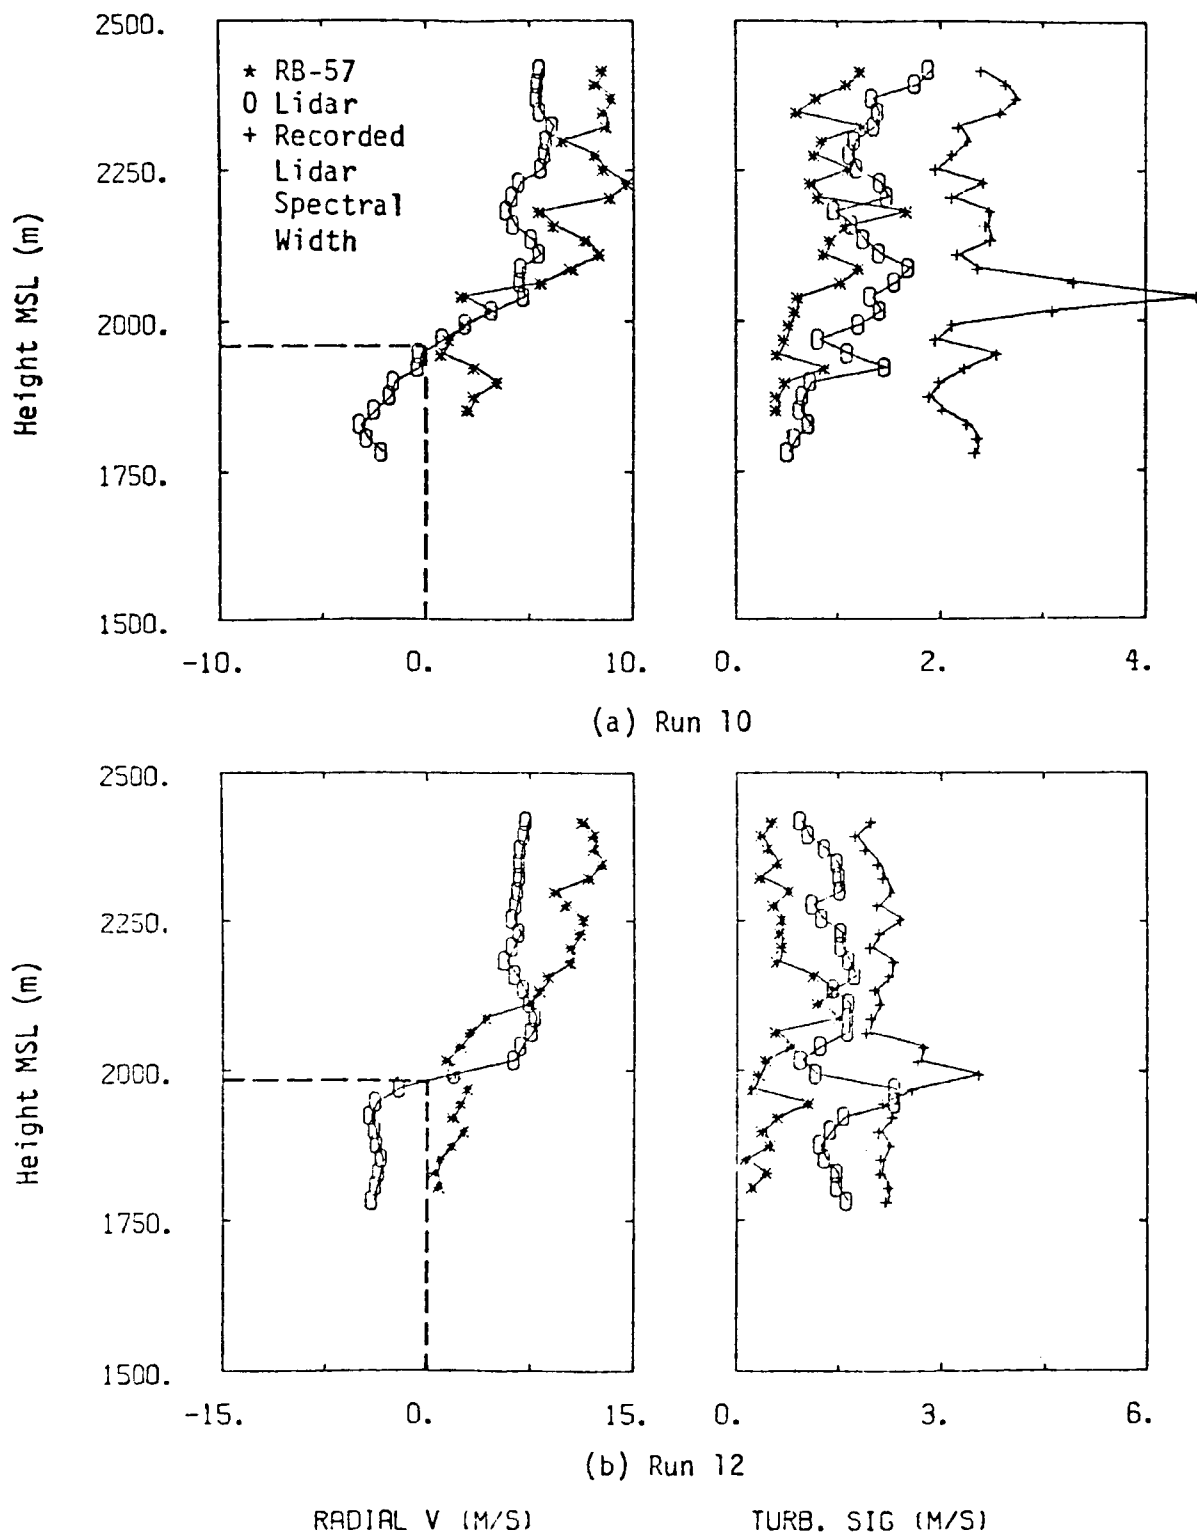 2500.
* RB-57
0 Lidar
+ Recorded
Lidar
Spectral
Width
2250.
2000.
1750.
1500.
Height MSL (m)
-10. 0. 10. 0. 2. 4.
(a) Run 10
2500.
2250.
2000.
1750.
1500.
Height MSL (m)
-15. 0. 15. 0. 3. 6.
(b) Run 12
RADIAL V (M/S) TURB. SIG (M/S)